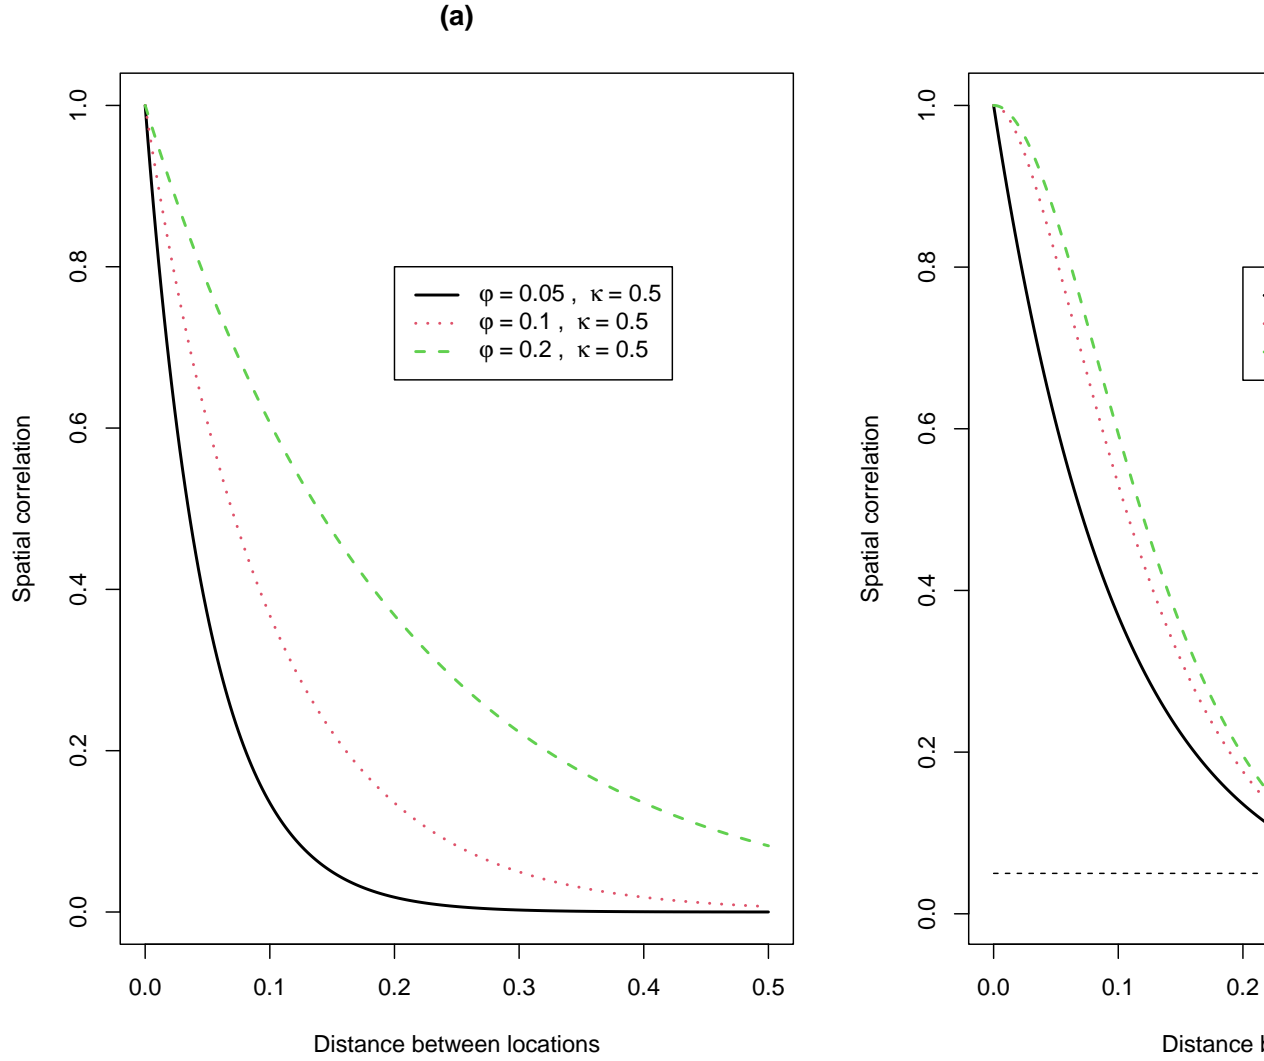 (a)
Spatial correlation
1.0
0.8
0.6
0.4
0.2
0.0
φ = 0.05 , κ = 0.5
φ = 0.1 , κ = 0.5
φ = 0.2 , κ = 0.5
0.0 0.1 0.2 0.3 0.4 0.5
Distance between locations
Spatial correlation
1.0
0.8
0.6
0.4
0.2
0.0
0.0 0.1 0.2
Distance